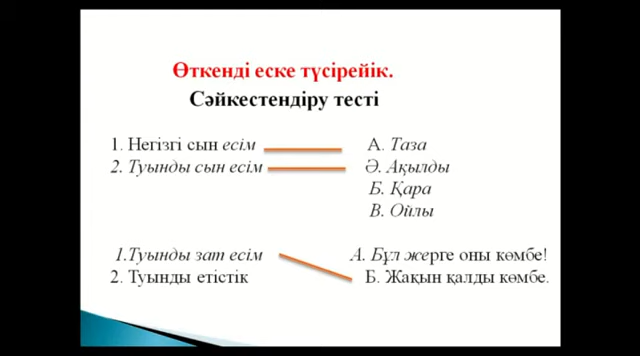 Өткенді еске түсірейік.
Сәйкестендіру тесті
1. Негізгі сын есім А. Таза
2. Туынды сын есім Ә. Ақылды
Б. Қара
В. Ойлы
1.Туынды зат есім А. Бұл жерге оны көмбе!
2. Туынды етістік Б. Жақын қалды көмбе.